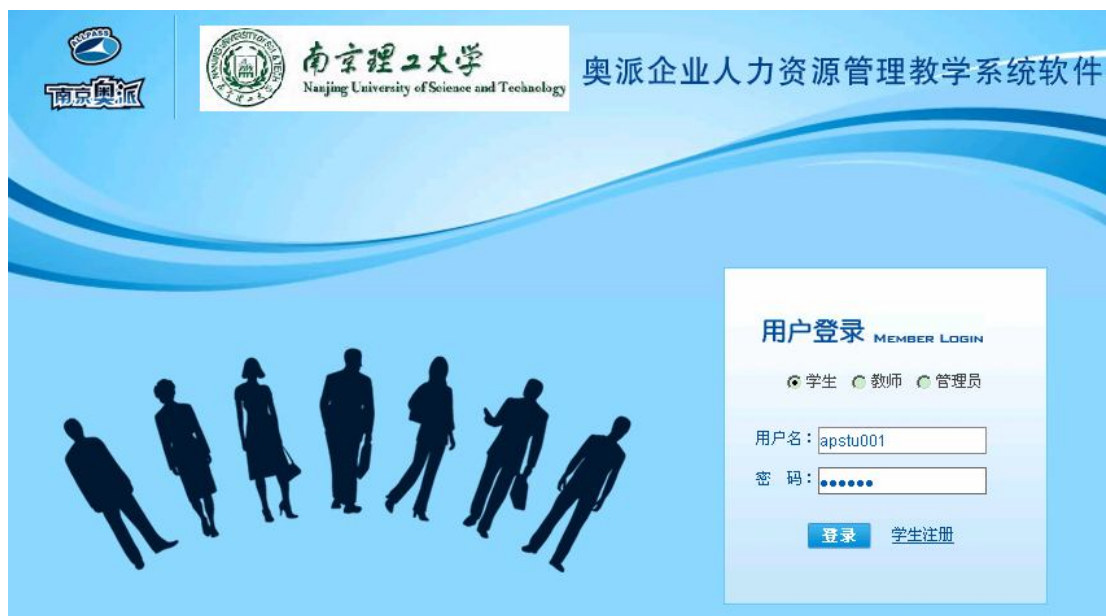 ALLPASS
南京奥派
南京理工大学
Nanjing University of Science and Technology
奥派企业人力资源管理教学系统软件
用户登录 MEMBER LOGIN
学生 教师 管理员
用户名：apstu001
密 码：••••••
登录 学生注册